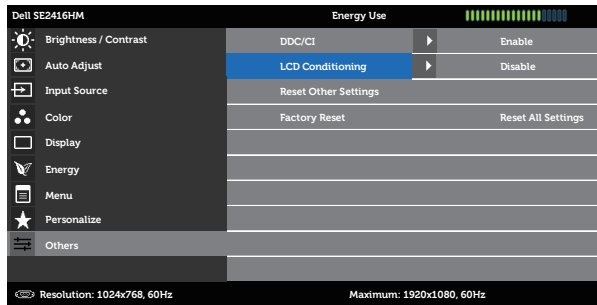 Dell SE2416HM Energy Use
Brightness / Contrast DDC/CI Enable
Auto Adjust LCD Conditioning Disable
Input Source Reset Other Settings
Color Factory Reset Reset All Settings
Display
Energy
Menu
Personalize
Others
Resolution: 1024x768, 60Hz Maximum: 1920x1080, 60Hz